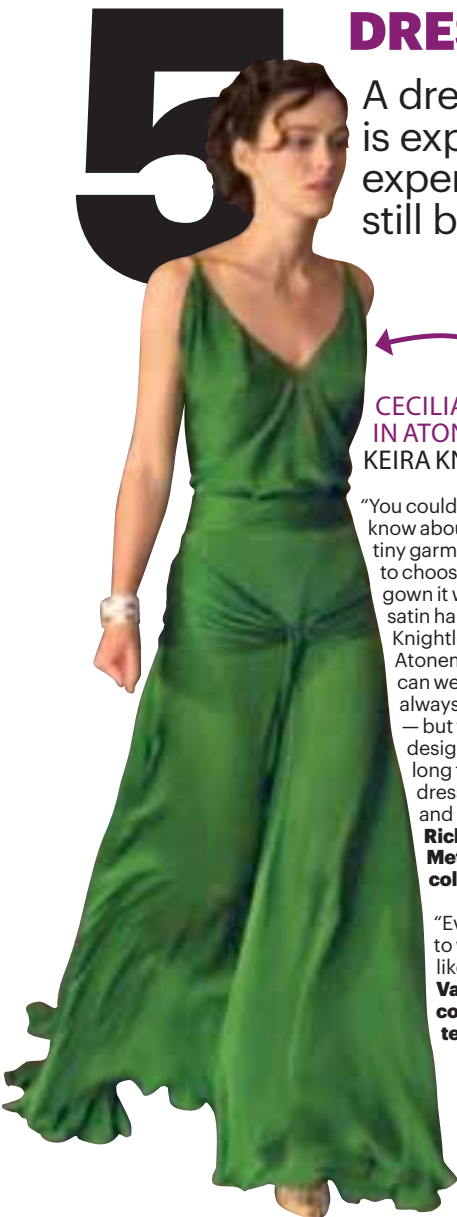 5
DRES
A dre
is exp
exper
still b
CECILIA
IN ATON
KEIRA KN
“You could
know abou
tiny garm
to choos
gown it w
satin ha
Knightl
Atonem
can we
always
— but
desig
long
dress
and
Rich
Met
col
“Ev
to
lik
Va
co
te